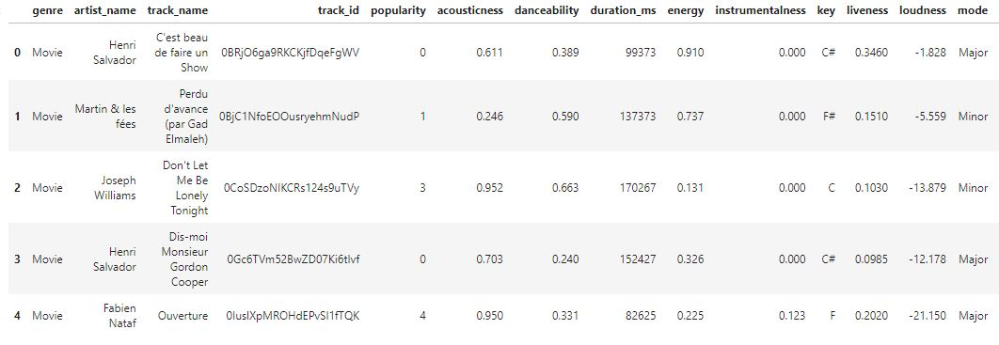 genre artist_name track_name track_id popularity acousticness danceability duration_ms energy instrumentalness key liveness loudness mode
0 Movie Henri Salvador C'est beau de faire un Show 0BRjO6ga9RKCKjfDqeFgWV 0 0.611 0.389 99373 0.910 0.000 C# 0.3460 -1.828 Major
1 Movie Martin & les fées Perdu d'avance (par Gad Elmaleh) 0BjC1NfoEOOusryehmNudP 1 0.246 0.590 137373 0.737 0.000 F# 0.1510 -5.559 Minor
2 Movie Joseph Williams Don't Let Me Be Lonely Tonight 0CoSDzoNIKCRs124s9uTVy 3 0.952 0.663 170267 0.131 0.000 C 0.1030 -13.879 Minor
3 Movie Henri Salvador Dis-moi Monsieur Gordon Cooper 0Gc6TVm52BwZD07Ki6tIvf 0 0.703 0.240 152427 0.326 0.000 C# 0.0985 -12.178 Major
4 Movie Fabien Nataf Ouverture 0IuslXpMROHdEPvSl1fTQK 4 0.950 0.331 82625 0.225 0.123 F 0.2020 -21.150 Major